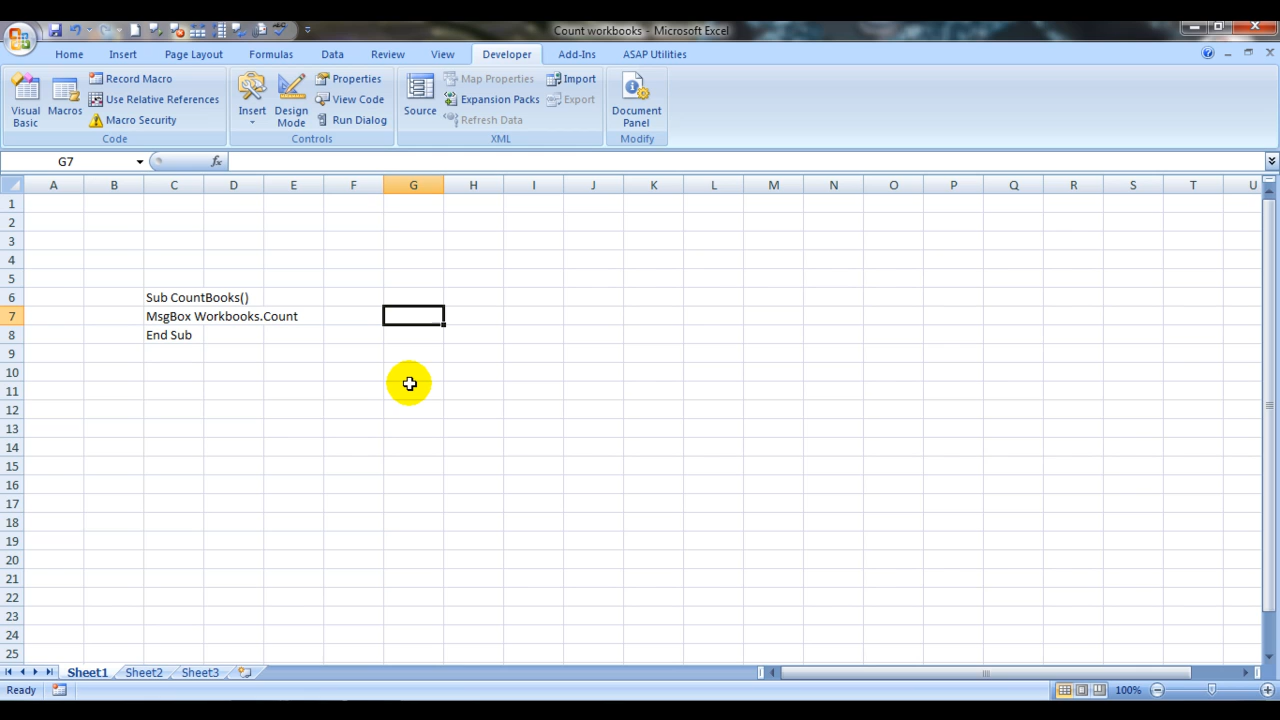 Count workbooks - Microsoft Excel
Home Insert Page Layout Formulas Data Review View Developer Add-Ins ASAP Utilities
Visual Basic
Macros
Record Macro
Use Relative References
Macro Security
Code
Insert
Design Mode
Properties
View Code
Run Dialog
Controls
Source
Map Properties
Expansion Packs
Refresh Data
Import
Export
XML
Document Panel
Modify
G7 fx
A B C D E F G H I J K L M N O P Q R S T U
1
2
3
4
5
6 Sub CountBooks()
7 MsgBox Workbooks.Count
8 End Sub
9
10
11
12
13
14
15
16
17
18
19
20
21
22
23
24
25
Sheet1 Sheet2 Sheet3
Ready 100%